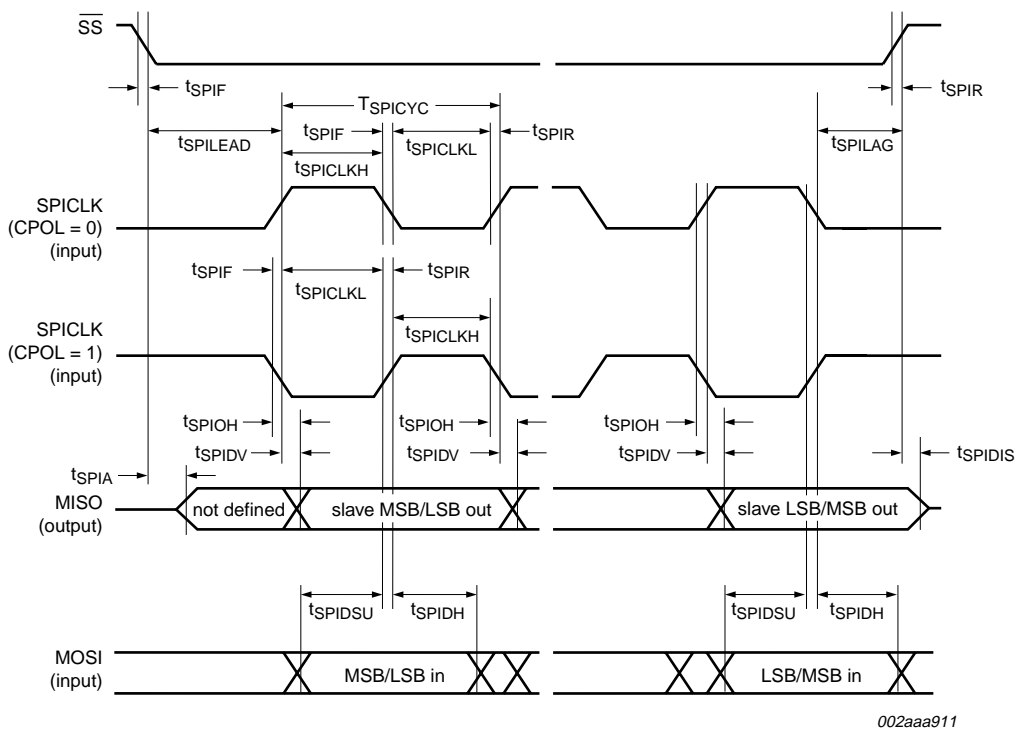 SS
tSPIF
TSPICYC
tSPIR
tSPIF
tSPICLKL
tSPIR
tSPILEAD
tSPICLKH
tSPILAG
SPICLK
(CPOL = 0)
(input)
tSPIF
tSPICLKL
tSPIR
tSPICLKH
SPICLK
(CPOL = 1)
(input)
tSPIOH
tSPIOH
tSPIOH
tSPIDV
tSPIDV
tSPIDV
tSPIDIS
tSPIA
MISO
(output)
not defined
slave MSB/LSB out
slave LSB/MSB out
tSPIDSU
tSPIDH
tSPIDSU
tSPIDH
MOSI
(input)
MSB/LSB in
LSB/MSB in
002aaa911